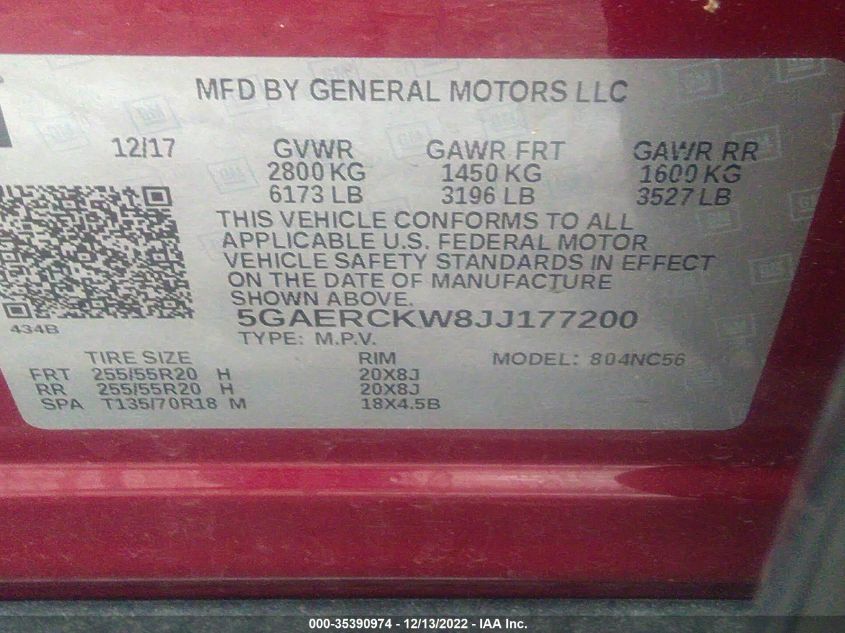 MFD BY GENERAL MOTORS LLC
12/17 GVWR GAWR FRT GAWR RR
2800 KG 1450 KG 1600 KG
6173 LB 3196 LB 3527 LB
THIS VEHICLE CONFORMS TO ALL
APPLICABLE U.S. FEDERAL MOTOR
VEHICLE SAFETY STANDARDS IN EFFECT
ON THE DATE OF MANUFACTURE
SHOWN ABOVE.
5GAERCKW8JJ177200
434B
TYPE: M.P.V.
TIRE SIZE RIM MODEL: 804NC56
FRT 255/55R20 H 20X8J
RR 255/55R20 H 20X8J
SPA T135/70R18 M 18X4.5B
000-35390974 - 12/13/2022 - IAA Inc.